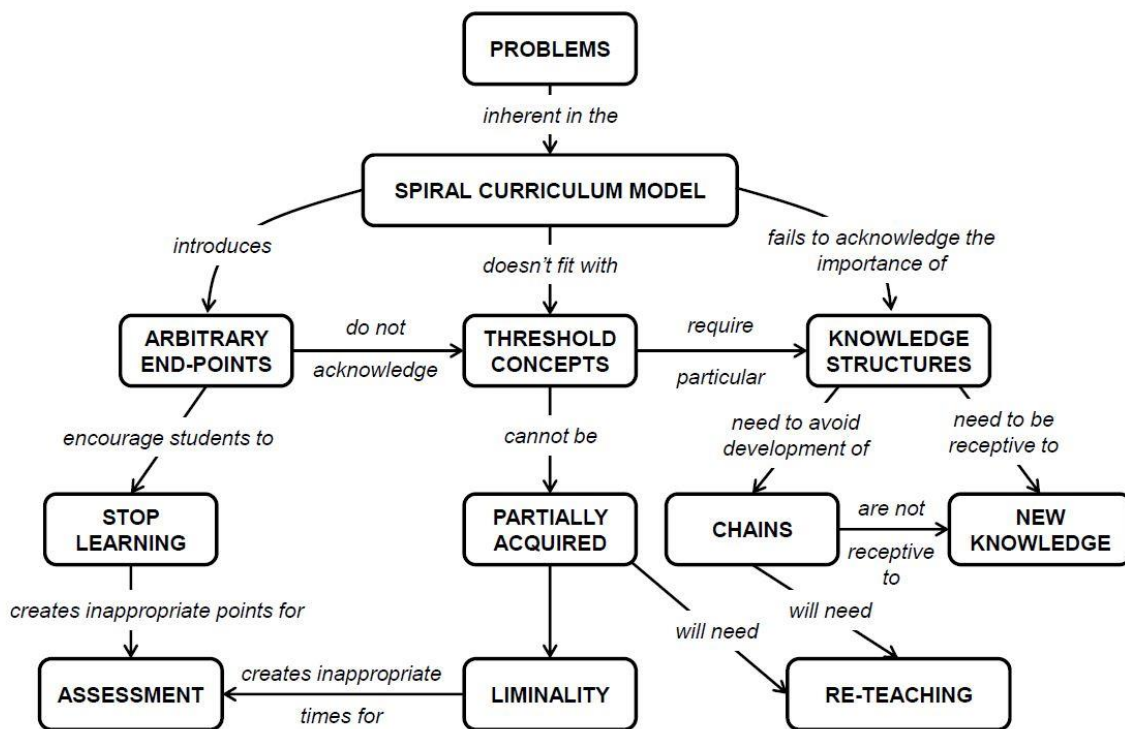 PROBLEMS
inherent in the
SPIRAL CURRICULUM MODEL
introduces
doesn't fit with
fails to acknowledge the
importance of
ARBITRARY
END-POINTS
do not
acknowledge
THRESHOLD
CONCEPTS
require
particular
KNOWLEDGE
STRUCTURES
encourage students to
cannot be
need to avoid
development of
need to be
receptive to
STOP
LEARNING
PARTIALLY
ACQUIRED
CHAINS
are not
receptive
to
NEW
KNOWLEDGE
creates inappropriate points for
will need
will need
ASSESSMENT
creates inappropriate
times for
LIMINALITY
RE-TEACHING